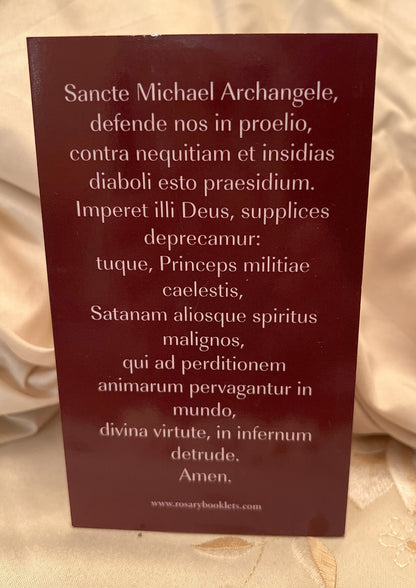 Sancte Michael Archangele,
defende nos in proelio,
contra nequitiam et insidias
diaboli esto praesidium.
Imperet illi Deus, supplices
deprecamur:
tuque, Princeps militiae
caelestis,
Satanam aliosque spiritus
malignos,
qui ad perditionem
animarum pervagantur in
mundo,
divina virtute, in infernum
detrude.
Amen.
www.rosarybooklets.com